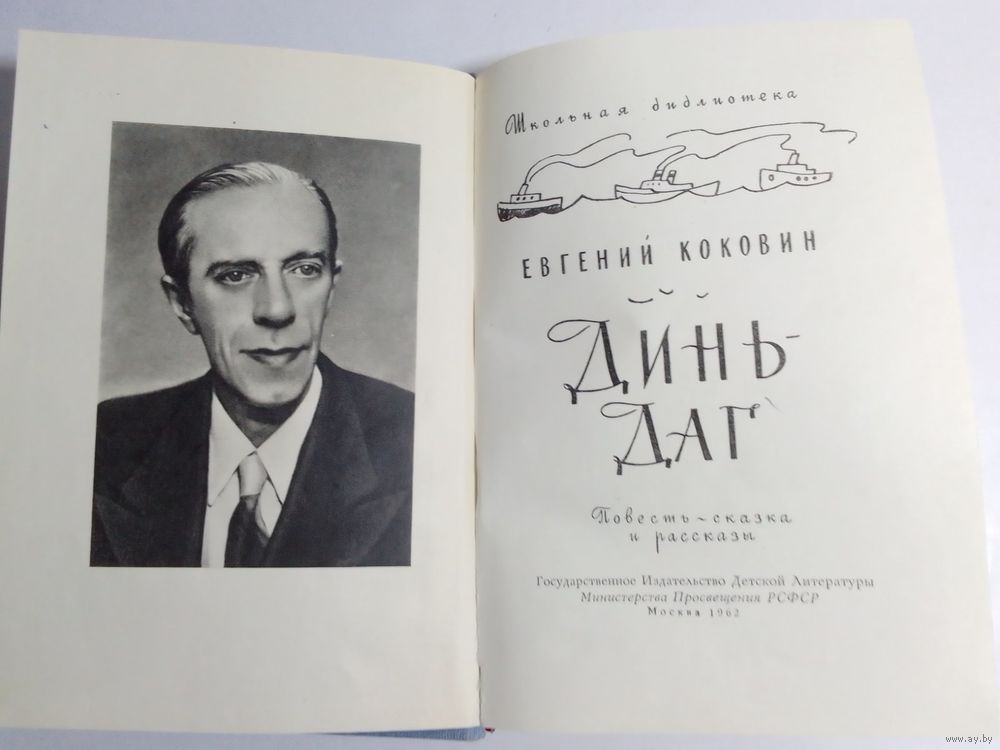 Школьная библиотека
ЕВГЕНИЙ КОКОВИН
ДИНЬ-
ДАГ
Повесть~сказка
и рассказы
Государственное Издательство Детской Литературы
Министерства Просвещения РСФСР
Москва 1962
www.ay.by